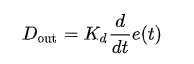 D_out = K_d d/dt e(t)